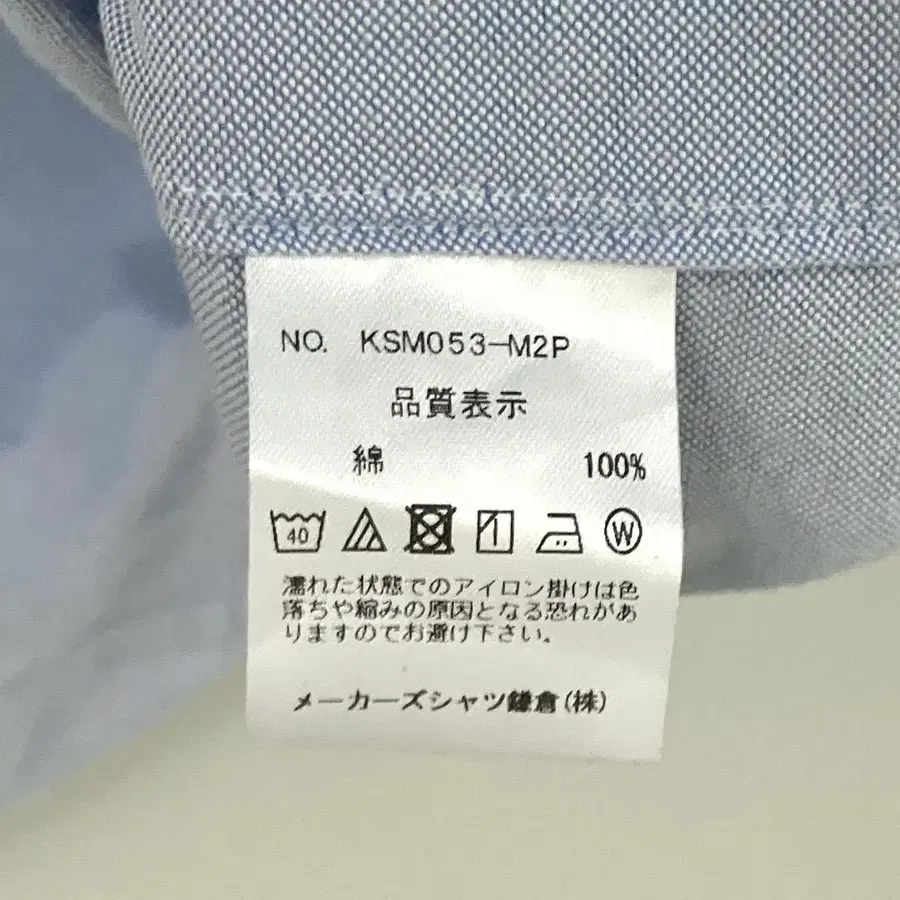 NO. KSM053-M2P
品質表示
綿 100%
40 W
濡れた状態でのアイロン掛けは色
落ちや縮みの原因となる恐れがあ
りますのでお避け下さい。
メーカーズシャツ鎌倉(株)